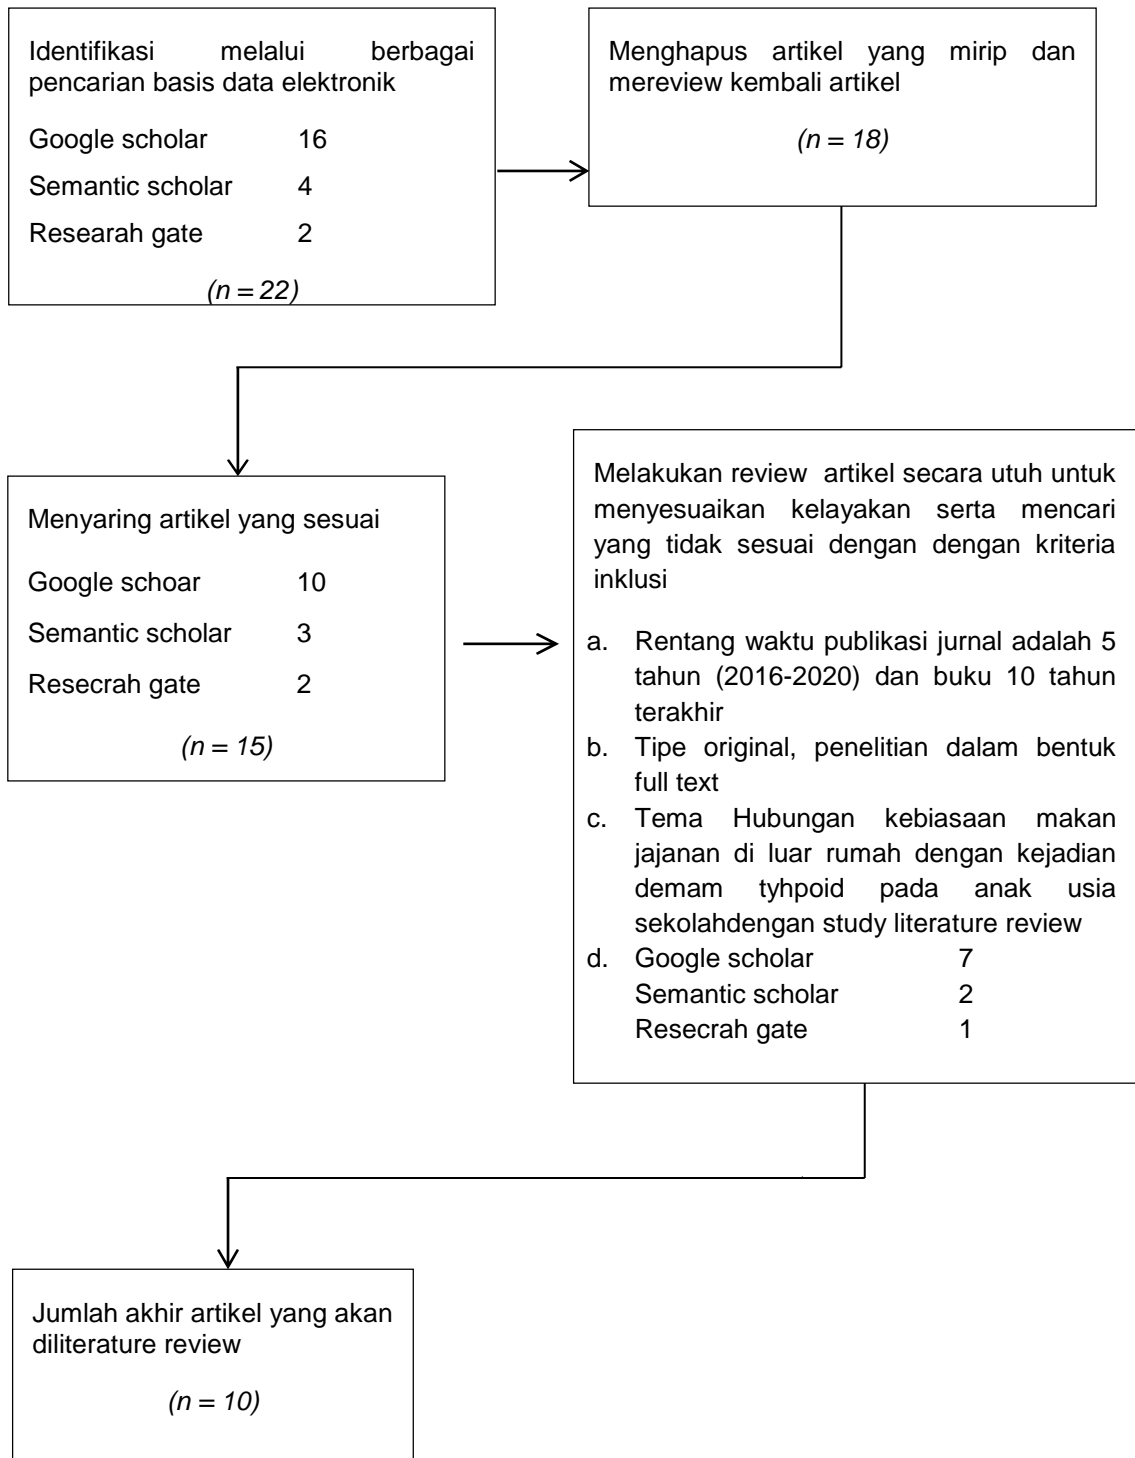 Identifikasi melalui berbagai
pencarian basis data elektronik
Google scholar 16
Semantic scholar 4
Researah gate 2
(n = 22)
Menghapus artikel yang mirip dan
mereview kembali artikel
(n = 18)
Menyaring artikel yang sesuai
Google schoar 10
Semantic scholar 3
Resecrah gate 2
(n = 15)
Melakukan review artikel secara utuh untuk
menyesuaikan kelayakan serta mencari
yang tidak sesuai dengan dengan kriteria
inklusi
a. Rentang waktu publikasi jurnal adalah 5
tahun (2016-2020) dan buku 10 tahun
terakhir
b. Tipe original, penelitian dalam bentuk
full text
c. Tema Hubungan kebiasaan makan
jajanan di luar rumah dengan kejadian
demam tyhpoid pada anak usia
sekolahdengan study literature review
d. Google scholar 7
Semantic scholar 2
Resecrah gate 1
Jumlah akhir artikel yang akan
diliterature review
(n = 10)